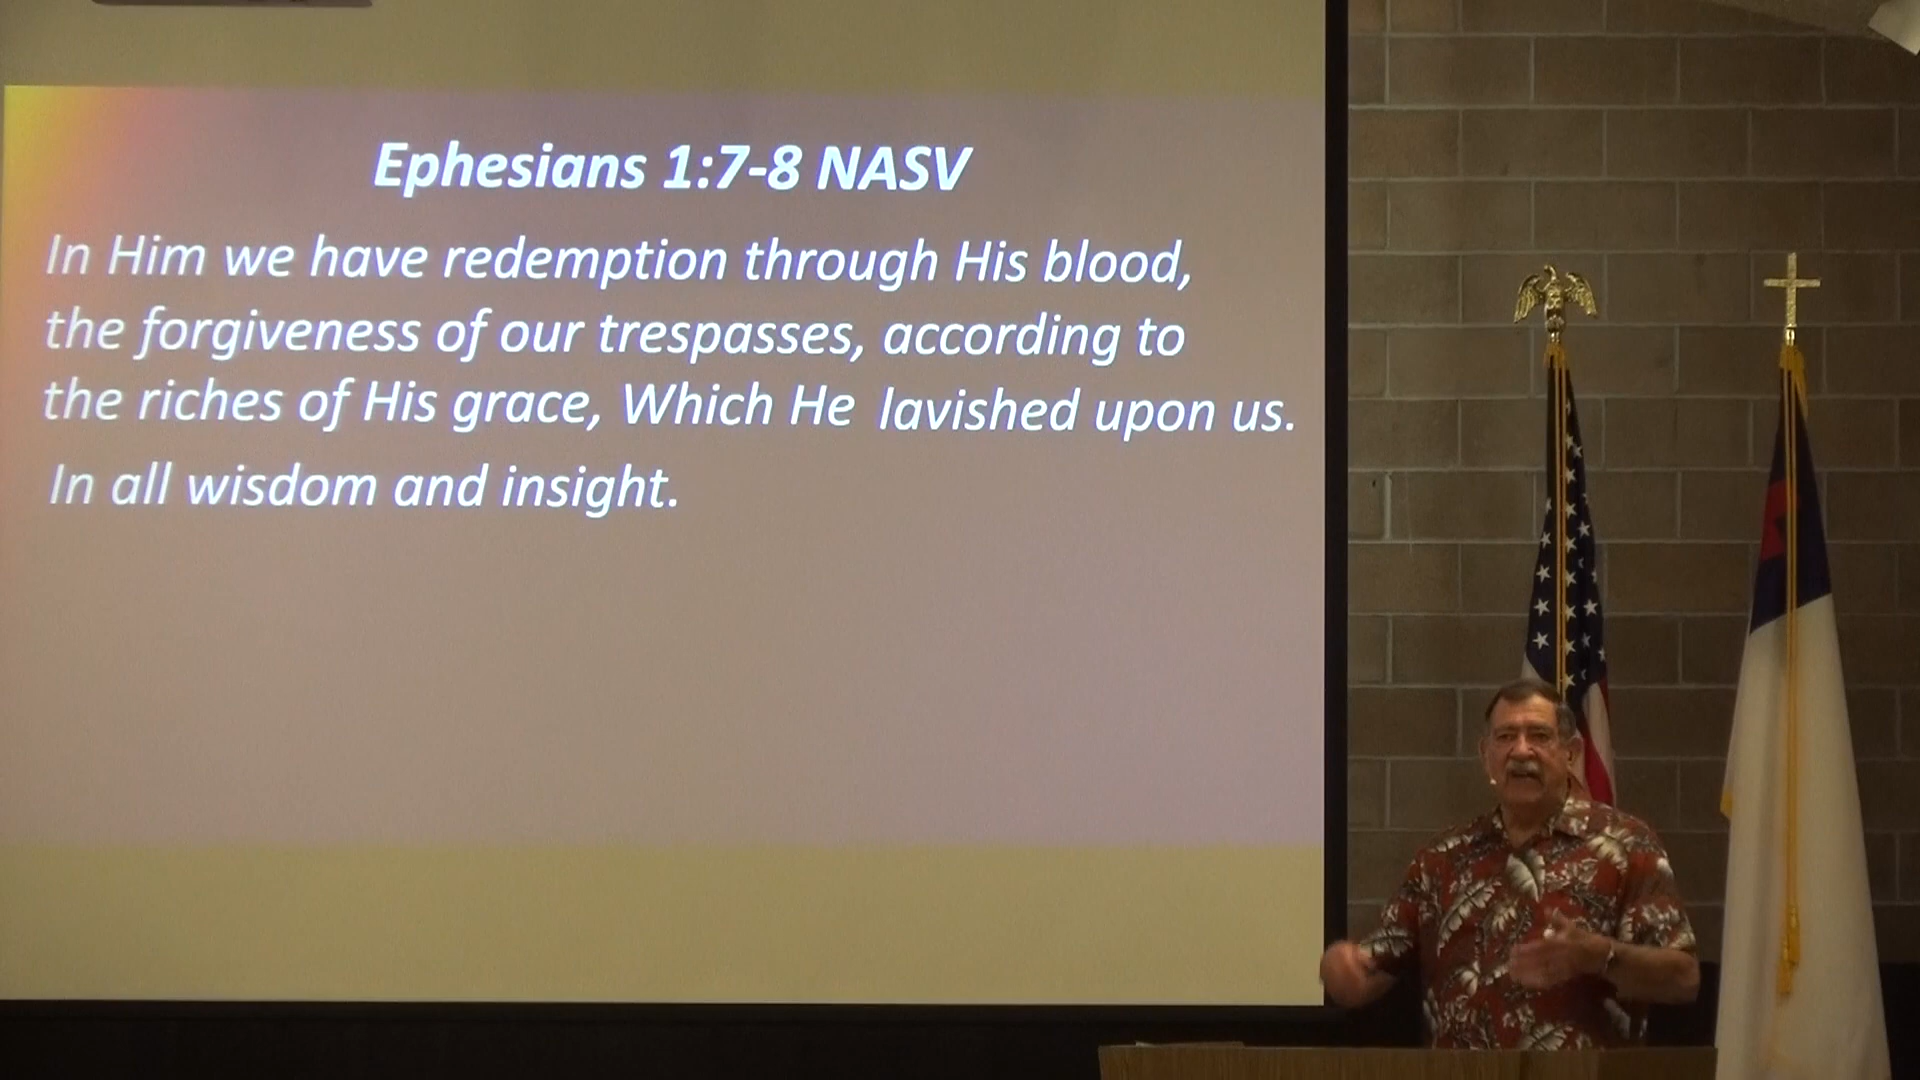 Ephesians 1:7-8 NASV
In Him we have redemption through His blood,
the forgiveness of our trespasses, according to
the riches of His grace, Which He lavished upon us.
In all wisdom and insight.